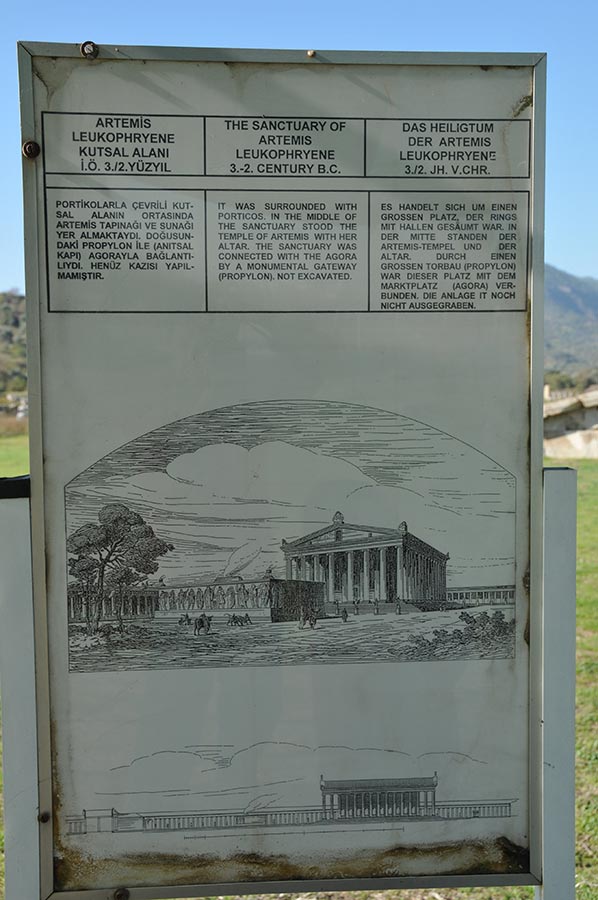 ARTEMİS
LEUKOPHRYENE
KUTSAL ALANI
İ.Ö. 3./2.YÜZYIL
THE SANCTUARY OF
ARTEMIS
LEUKOPHRYENE
3.-2. CENTURY B.C.
DAS HEILIGTUM
DER ARTEMIS
LEUKOPHRYENE
3./2. JH. V.CHR.
PORTİKOLARLA ÇEVRİLİ KUT-
SAL ALANIN ORTASINDA
ARTEMİS TAPINAĞI VE SUNAĞI
YER ALMAKTAYDI. DOĞUSUN-
DAKİ PROPYLON İLE (ANITSAL
KAPI) AGORAYLA BAĞLANTI-
LIYDI. HENÜZ KAZISI YAPIL-
MAMIŞTIR.
IT WAS SURROUNDED WITH
PORTICOS. IN THE MIDDLE OF
THE SANCTUARY STOOD THE
TEMPLE OF ARTEMIS WITH HER
ALTAR. THE SANCTUARY WAS
CONNECTED WITH THE AGORA
BY A MONUMENTAL GATEWAY
(PROPYLON). NOT EXCAVATED.
ES HANDELT SICH UM EINEN
GROSSEN PLATZ, DER RINGS
MIT HALLEN GESÄUMT WAR. IN
DER MITTE STANDEN DER
ARTEMIS-TEMPEL UND DER
ALTAR. DURCH EINEN
GROSSEN TORBAU (PROPYLON)
WAR DIESER PLATZ MIT DEM
MARKTPLATZ (AGORA) VER-
BUNDEN. DIE ANLAGE IT NOCH
NICHT AUSGEGRABEN.